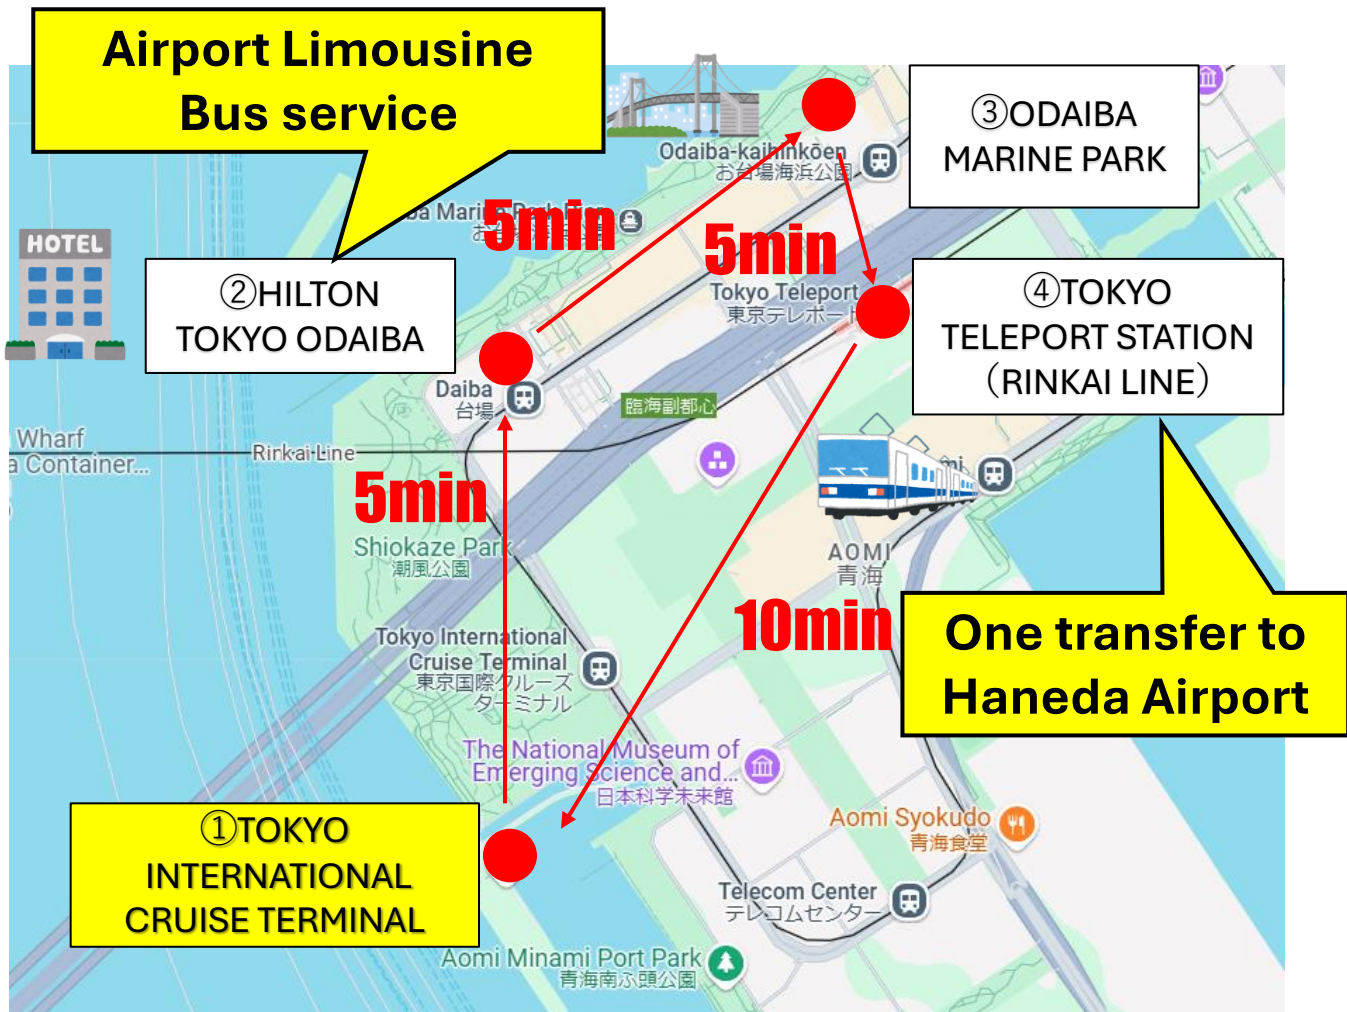 Airport Limousine
Bus service
③ODAIBA
MARINE PARK
Odaiba-kaihinkōen
お台場海浜公園
5min
5min
HOTEL
②HILTON
TOKYO ODAIBA
Tokyo Teleport
東京テレポート
④TOKYO
TELEPORT STATION
（RINKAI LINE）
Daiba
台場
臨海副都心
Wharf
a Container...
Rinkai Line
5min
Shiokaze Park
潮風公園
AOMI
青海
10min
One transfer to
Haneda Airport
Tokyo International
Cruise Terminal
東京国際クルーズ
ターミナル
The National Museum of
Emerging Science and...
日本科学未来館
①TOKYO
INTERNATIONAL
CRUISE TERMINAL
Aomi Syokudo
青海食堂
Telecom Center
テレコムセンター
Aomi Minami Port Park
青海南ふ頭公園